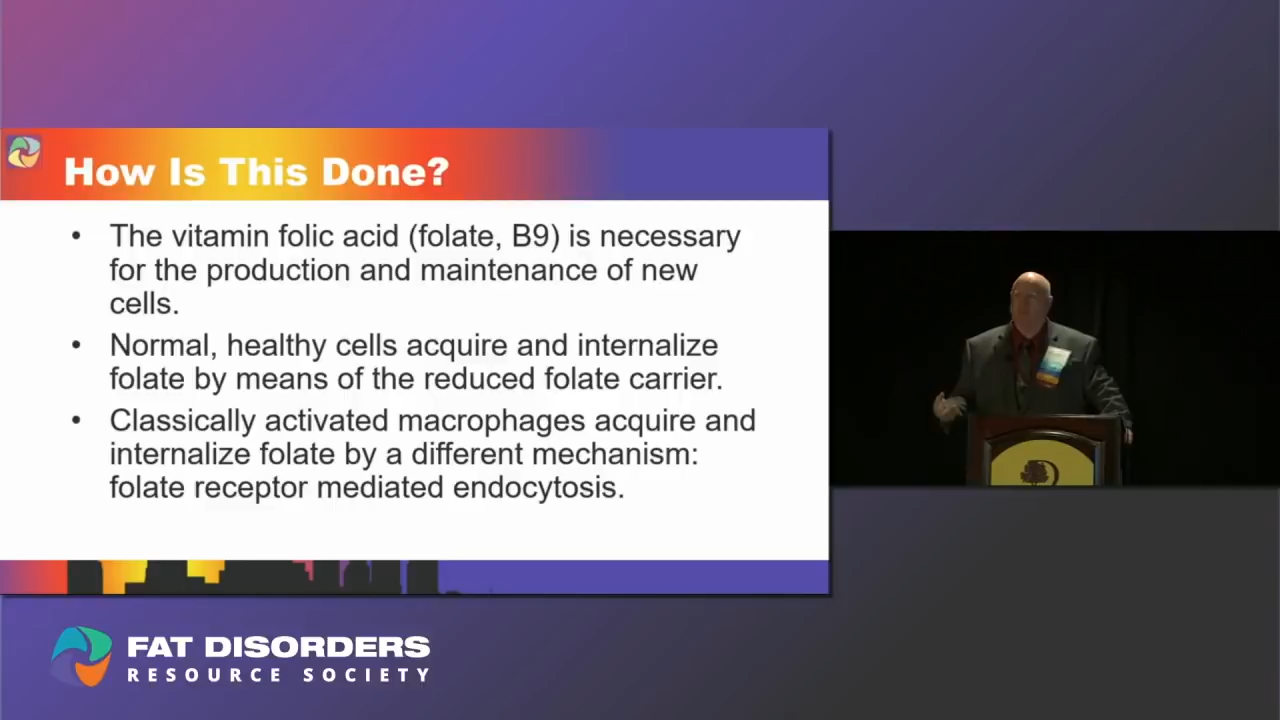 How Is This Done?
• The vitamin folic acid (folate, B9) is necessary
for the production and maintenance of new
cells.
• Normal, healthy cells acquire and internalize
folate by means of the reduced folate carrier.
• Classically activated macrophages acquire and
internalize folate by a different mechanism:
folate receptor mediated endocytosis.
FAT DISORDERS
RESOURCE SOCIETY